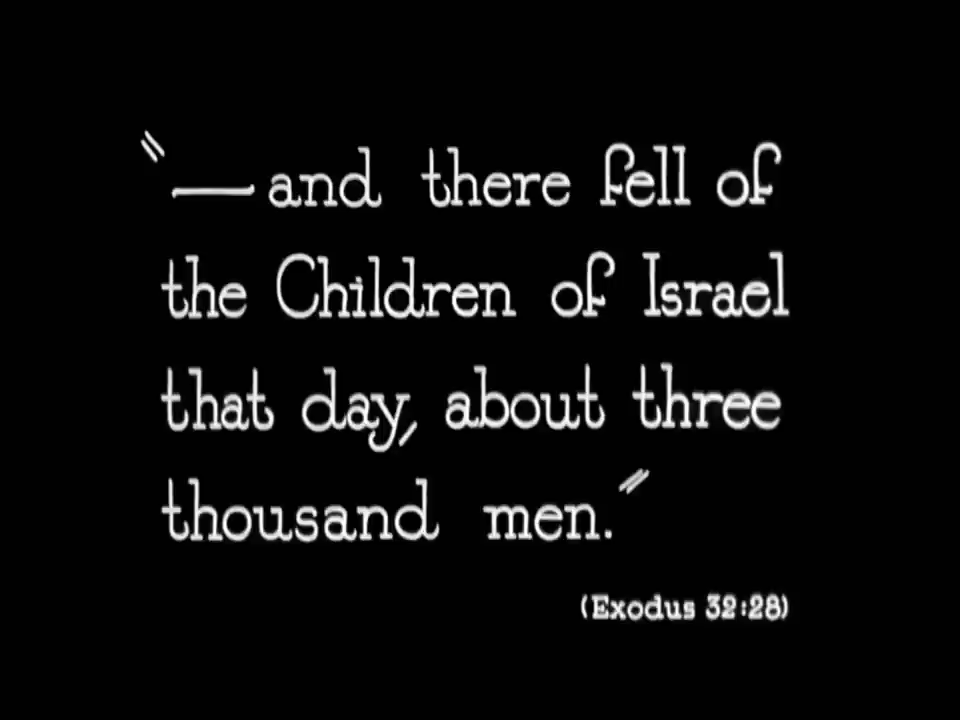 "—and there fell of
the Children of Israel
that day, about three
thousand men."
(Exodus 32:28)